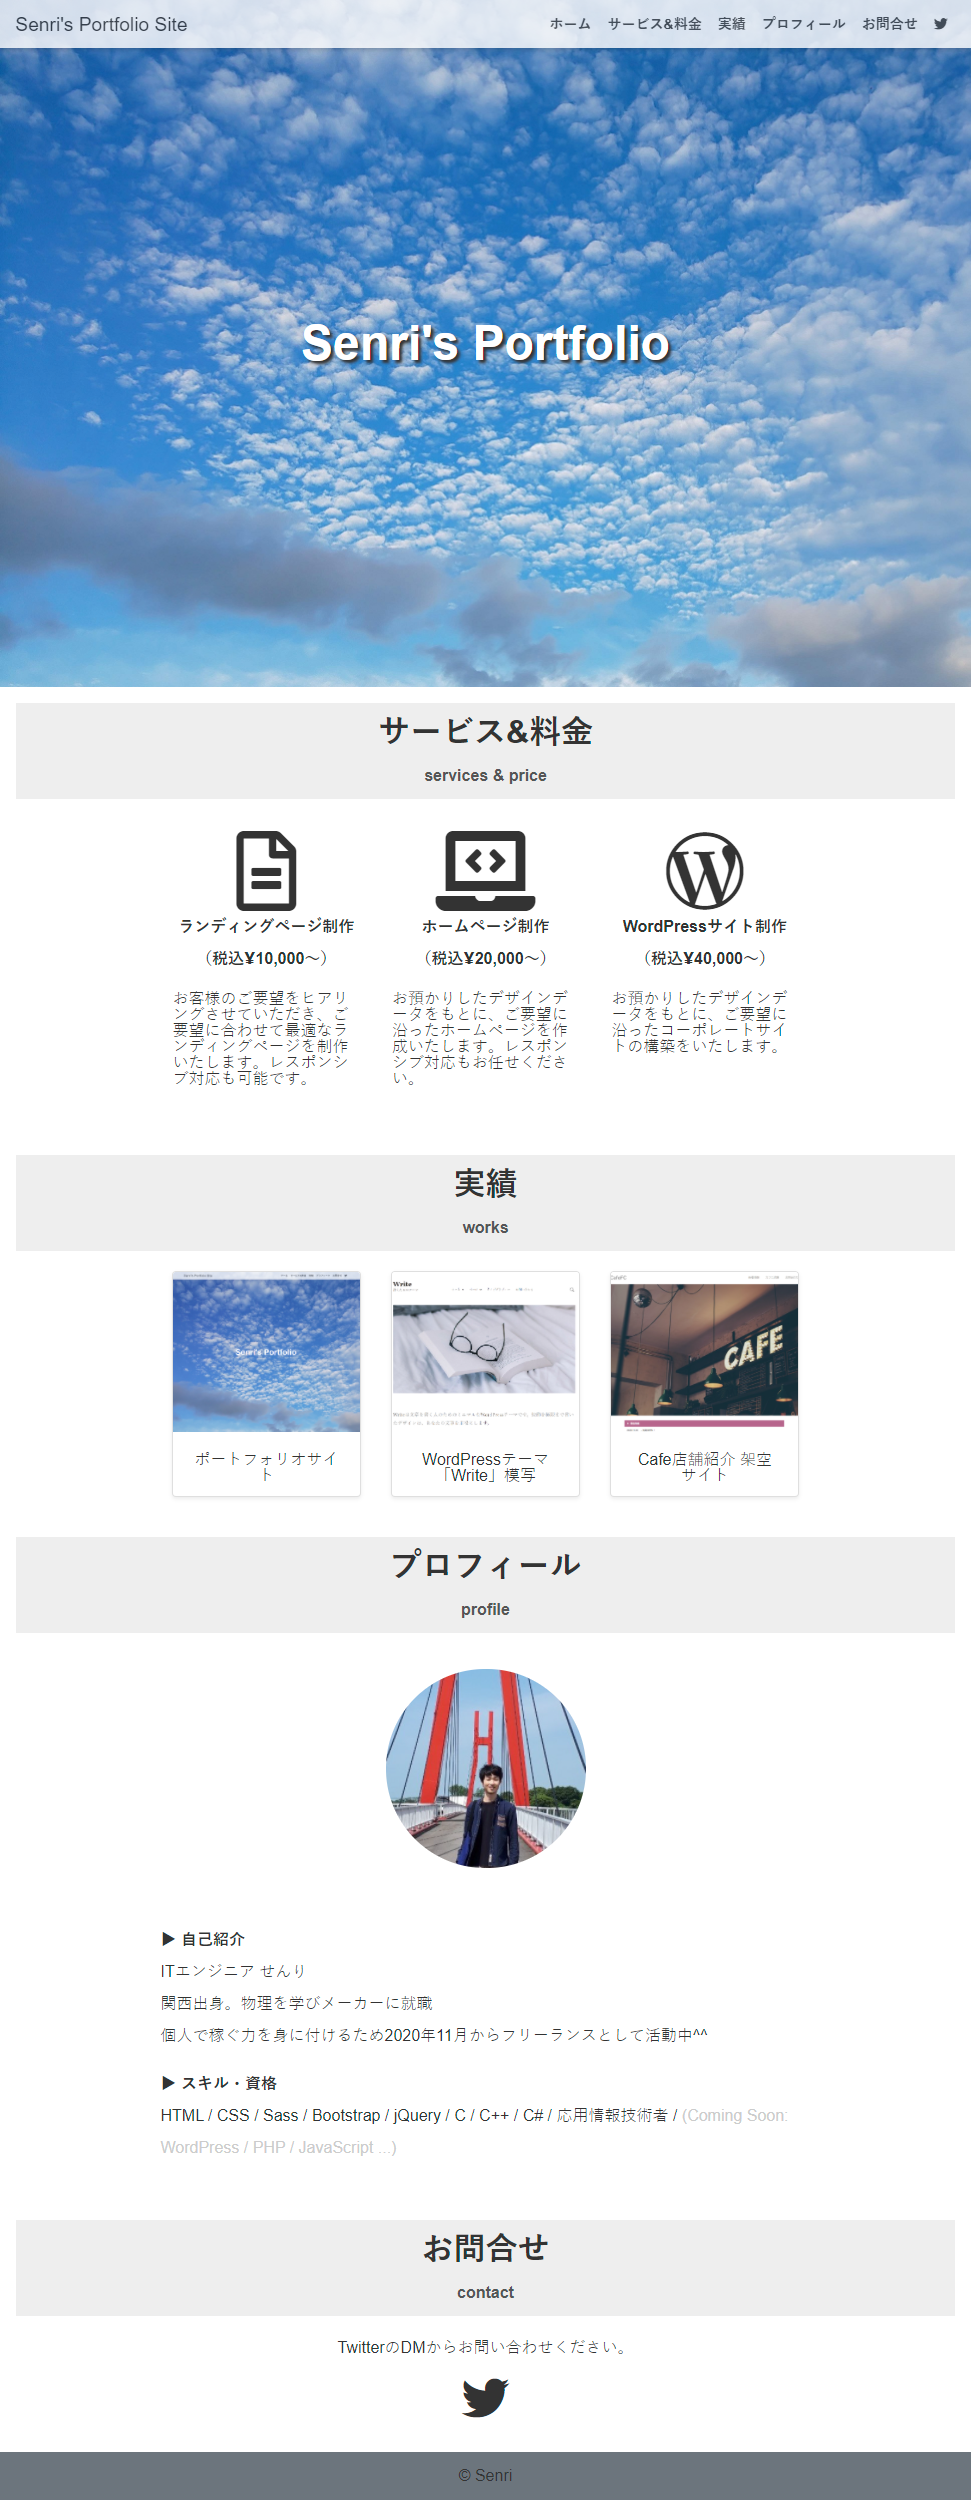 Senri's Portfolio Site
ホーム サービス&料金 実績 プロフィール お問合せ
Senri's Portfolio
サービス&料金
services & price
ランディングページ制作
（税込¥10,000～）
お客様のご要望をヒアリ
ングさせていただき、ご
要望に合わせて最適なラ
ンディングページを制作
いたします。レスポンシ
ブ対応も可能です。
ホームページ制作
（税込¥20,000～）
お預かりしたデザインデ
ータをもとに、ご要望に
沿ったホームページを作
成いたします。レスポン
シブ対応もお任せくださ
い。
WordPressサイト制作
（税込¥40,000～）
お預かりしたデザインデ
ータをもとに、ご要望に
沿ったコーポレートサイ
トの構築をいたします。
実績
works
Senri's Portfolio
ポートフォリオサイ
ト
Write
WordPressテーマ
「Write」模写
CAFE
Cafe店舗紹介 架空
サイト
プロフィール
profile
▶ 自己紹介
ITエンジニア せんり
関西出身。物理を学びメーカーに就職
個人で稼ぐ力を身に付けるため2020年11月からフリーランスとして活動中^^
▶ スキル・資格
HTML / CSS / Sass / Bootstrap / jQuery / C / C++ / C# / 応用情報技術者 / (Coming Soon:
WordPress / PHP / JavaScript ...)
お問合せ
contact
TwitterのDMからお問い合わせください。
© Senri